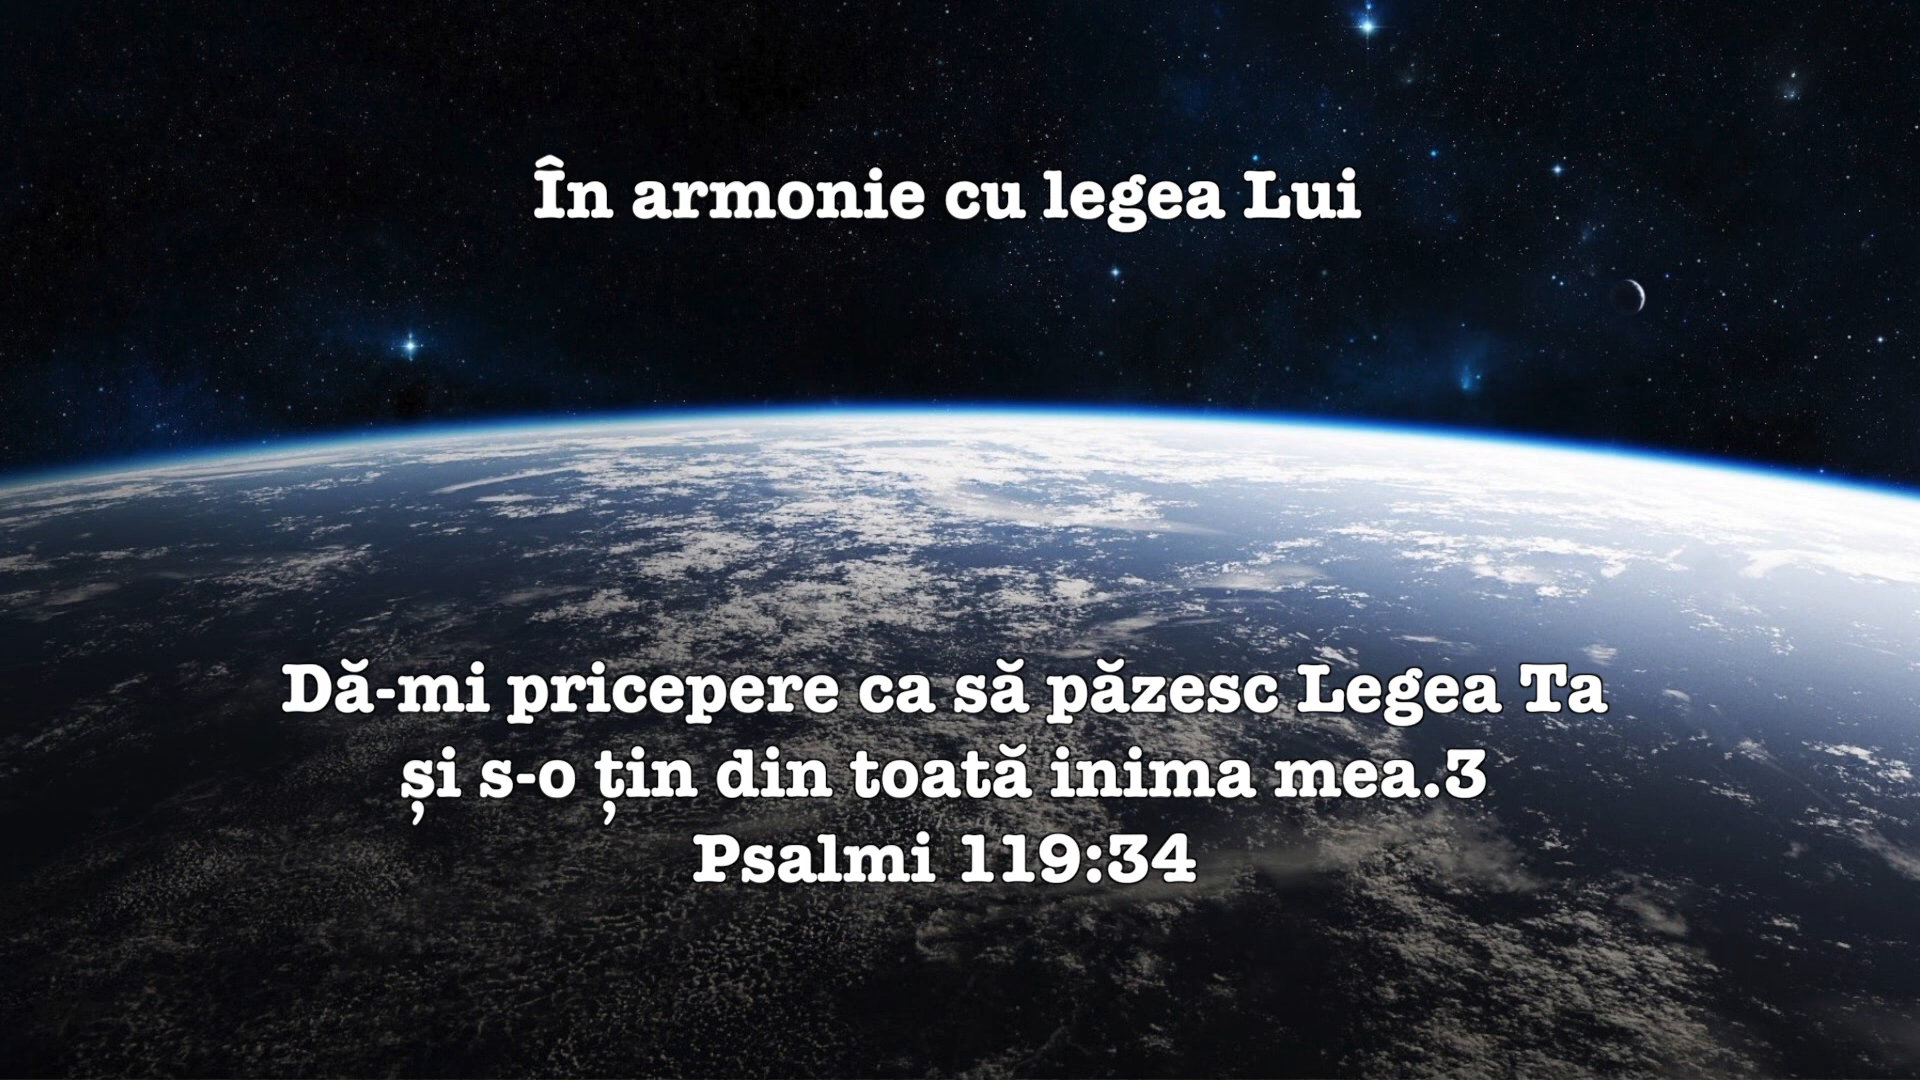 În armonie cu legea Lui
Dă-mi pricepere ca să păzesc Legea Ta
și s-o țin din toată inima mea.3
Psalmi 119:34